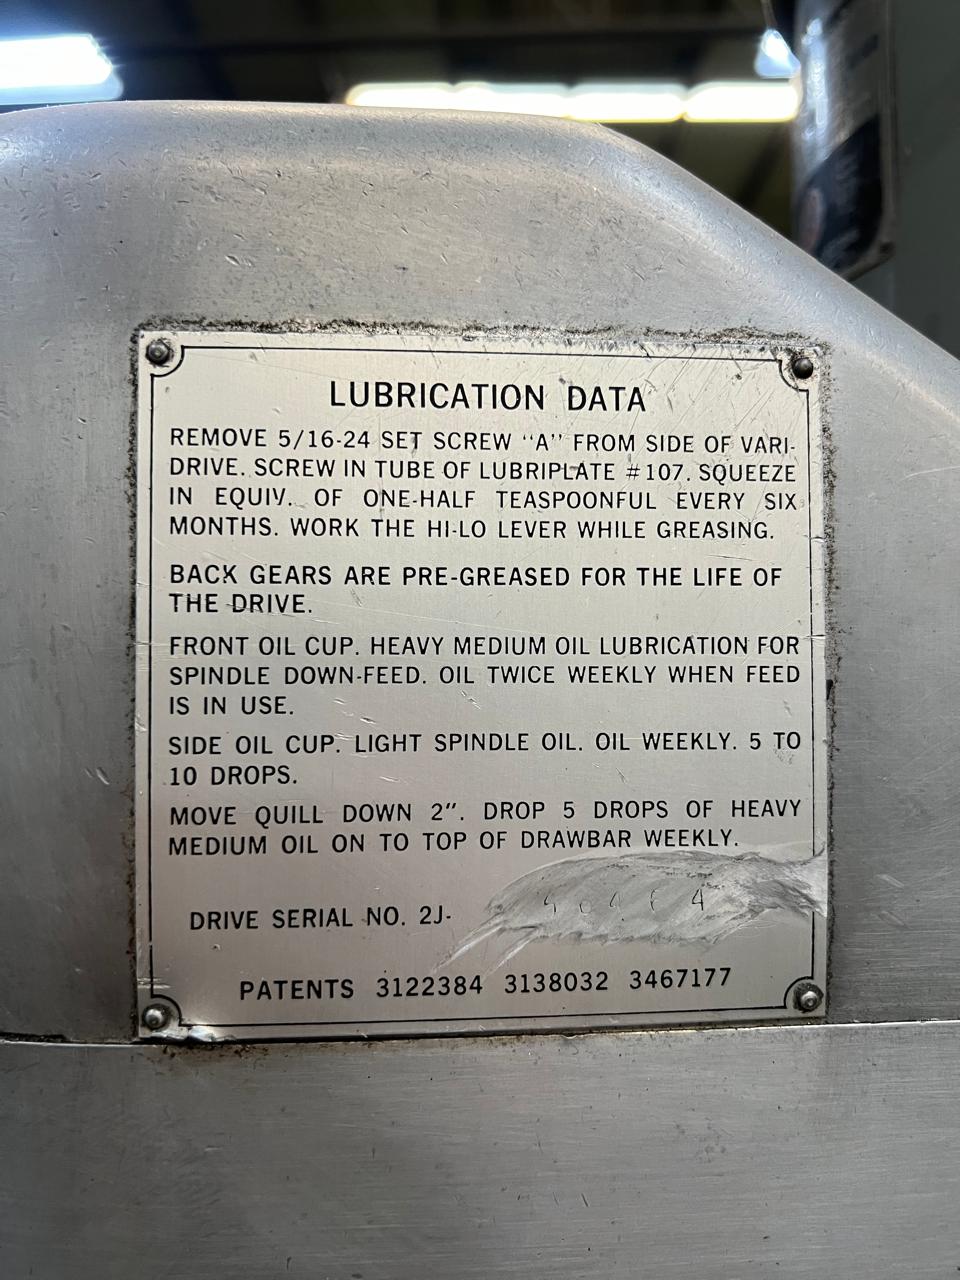 LUBRICATION DATA
REMOVE 5/16-24 SET SCREW "A" FROM SIDE OF VARI-
DRIVE. SCREW IN TUBE OF LUBRIPLATE #107. SQUEEZE
IN EQUIV. OF ONE-HALF TEASPOONFUL EVERY SIX
MONTHS. WORK THE HI-LO LEVER WHILE GREASING.
BACK GEARS ARE PRE-GREASED FOR THE LIFE OF
THE DRIVE.
FRONT OIL CUP. HEAVY MEDIUM OIL LUBRICATION FOR
SPINDLE DOWN-FEED. OIL TWICE WEEKLY WHEN FEED
IS IN USE.
SIDE OIL CUP. LIGHT SPINDLE OIL. OIL WEEKLY. 5 TO
10 DROPS.
MOVE QUILL DOWN 2". DROP 5 DROPS OF HEAVY
MEDIUM OIL ON TO TOP OF DRAWBAR WEEKLY.
DRIVE SERIAL NO. 2J-
PATENTS 3122384 3138032 3467177